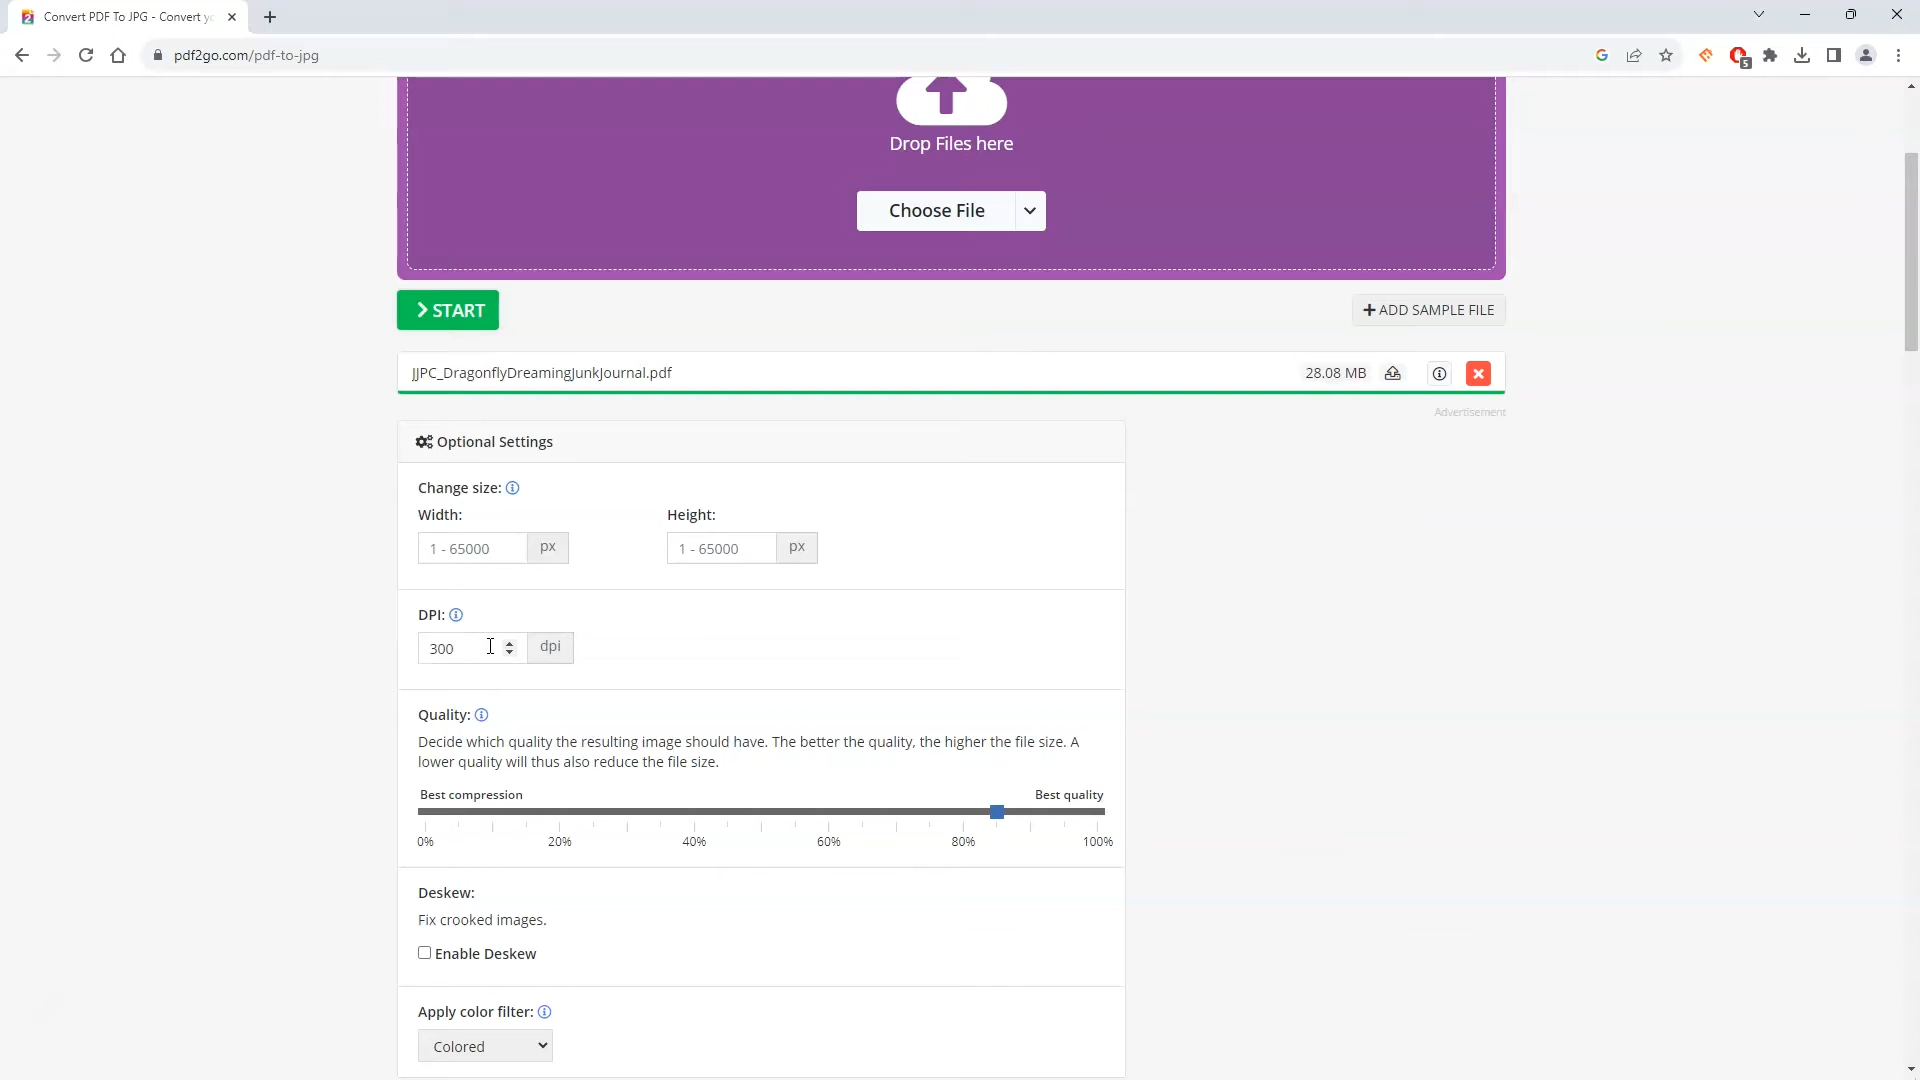 Convert PDF To JPG - Convert yo
pdf2go.com/pdf-to-jpg
5
Drop Files here
Choose File
START
ADD SAMPLE FILE
JJPC_DragonflyDreamingJunkJournal.pdf
28.08 MB
Advertisement
Optional Settings
Change size:
Width:
Height:
1 - 65000 px
1 - 65000 px
DPI:
300 dpi
Quality:
Decide which quality the resulting image should have. The better the quality, the higher the file size. A
lower quality will thus also reduce the file size.
Best compression
Best quality
0% 20% 40% 60% 80% 100%
Deskew:
Fix crooked images.
Enable Deskew
Apply color filter:
Colored